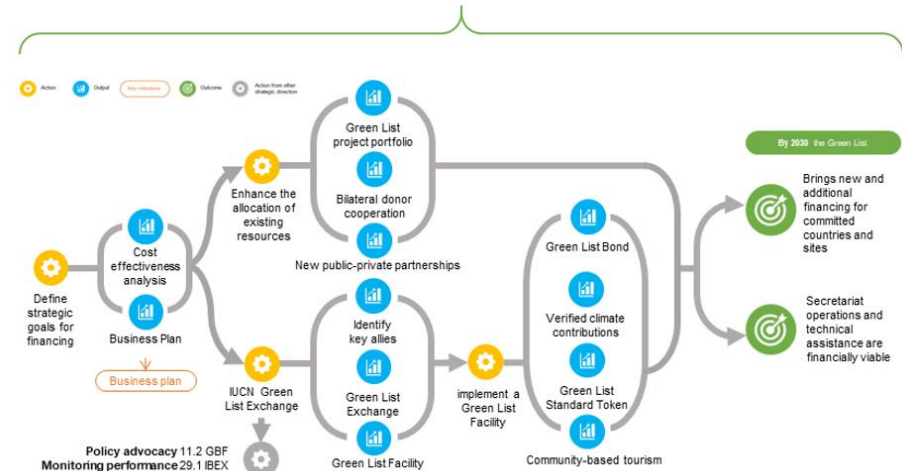 Action
Output
Key milestone
Outcome
Action from other
strategic direction
By 2030 the Green List
Define
strategic
goals for
financing
Cost
effectiveness
analysis
Business Plan
Business plan
Enhance the
allocation of
existing
resources
IUCN Green
List Exchange
Policy advocacy 11.2 GBF
Monitoring performance 29.1 IBEX
Green List
project portfolio
Bilateral donor
cooperation
New public-private partnerships
Identify
key allies
Green List
Exchange
Green List Facility
implement a
Green List
Facility
Green List Bond
Verified climate
contributions
Green List
Standard Token
Community-based tourism
Brings new and
additional
financing for
committed
countries and
sites
Secretariat
operations and
technical
assistance are
financially viable